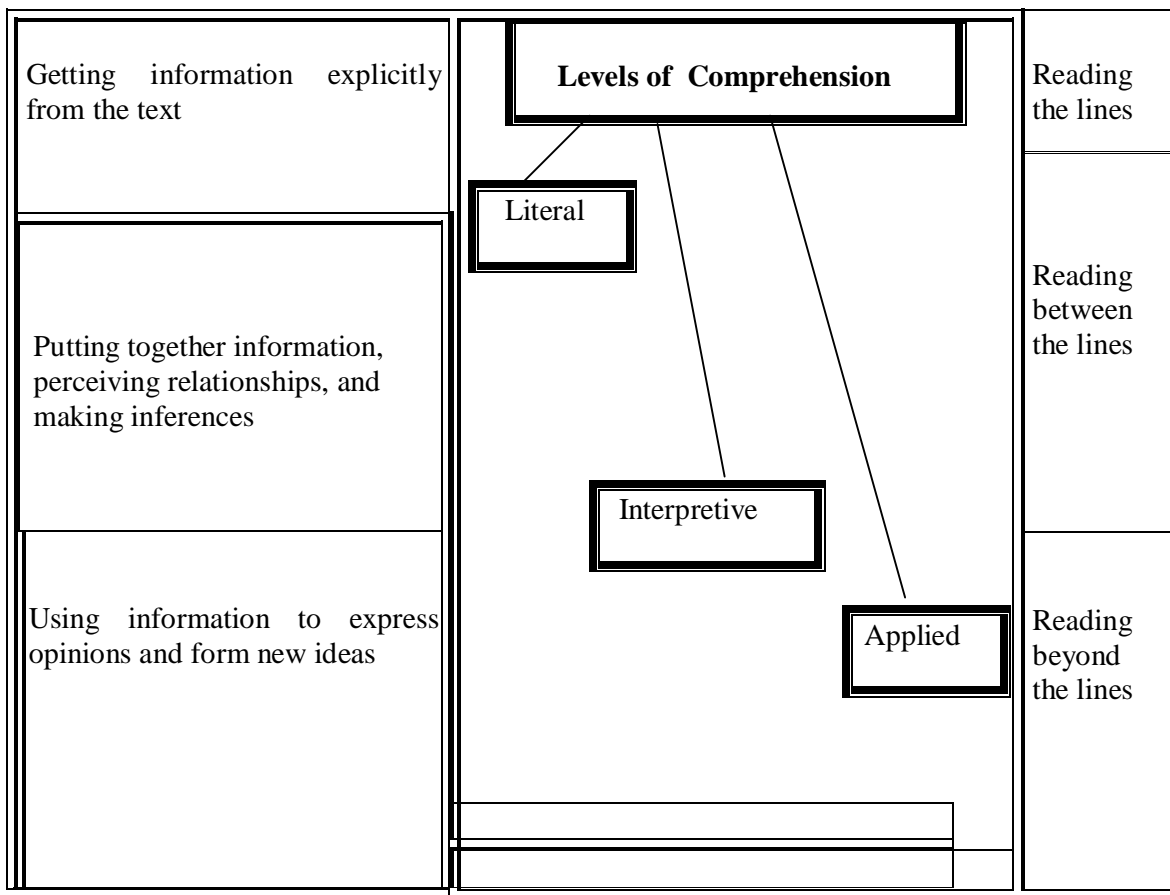 Getting information explicitly
from the text
Levels of Comprehension
Reading
the lines
Literal
Putting together information,
perceiving relationships, and
making inferences
Reading
between
the lines
Interpretive
Using information to express
opinions and form new ideas
Applied
Reading
beyond
the lines